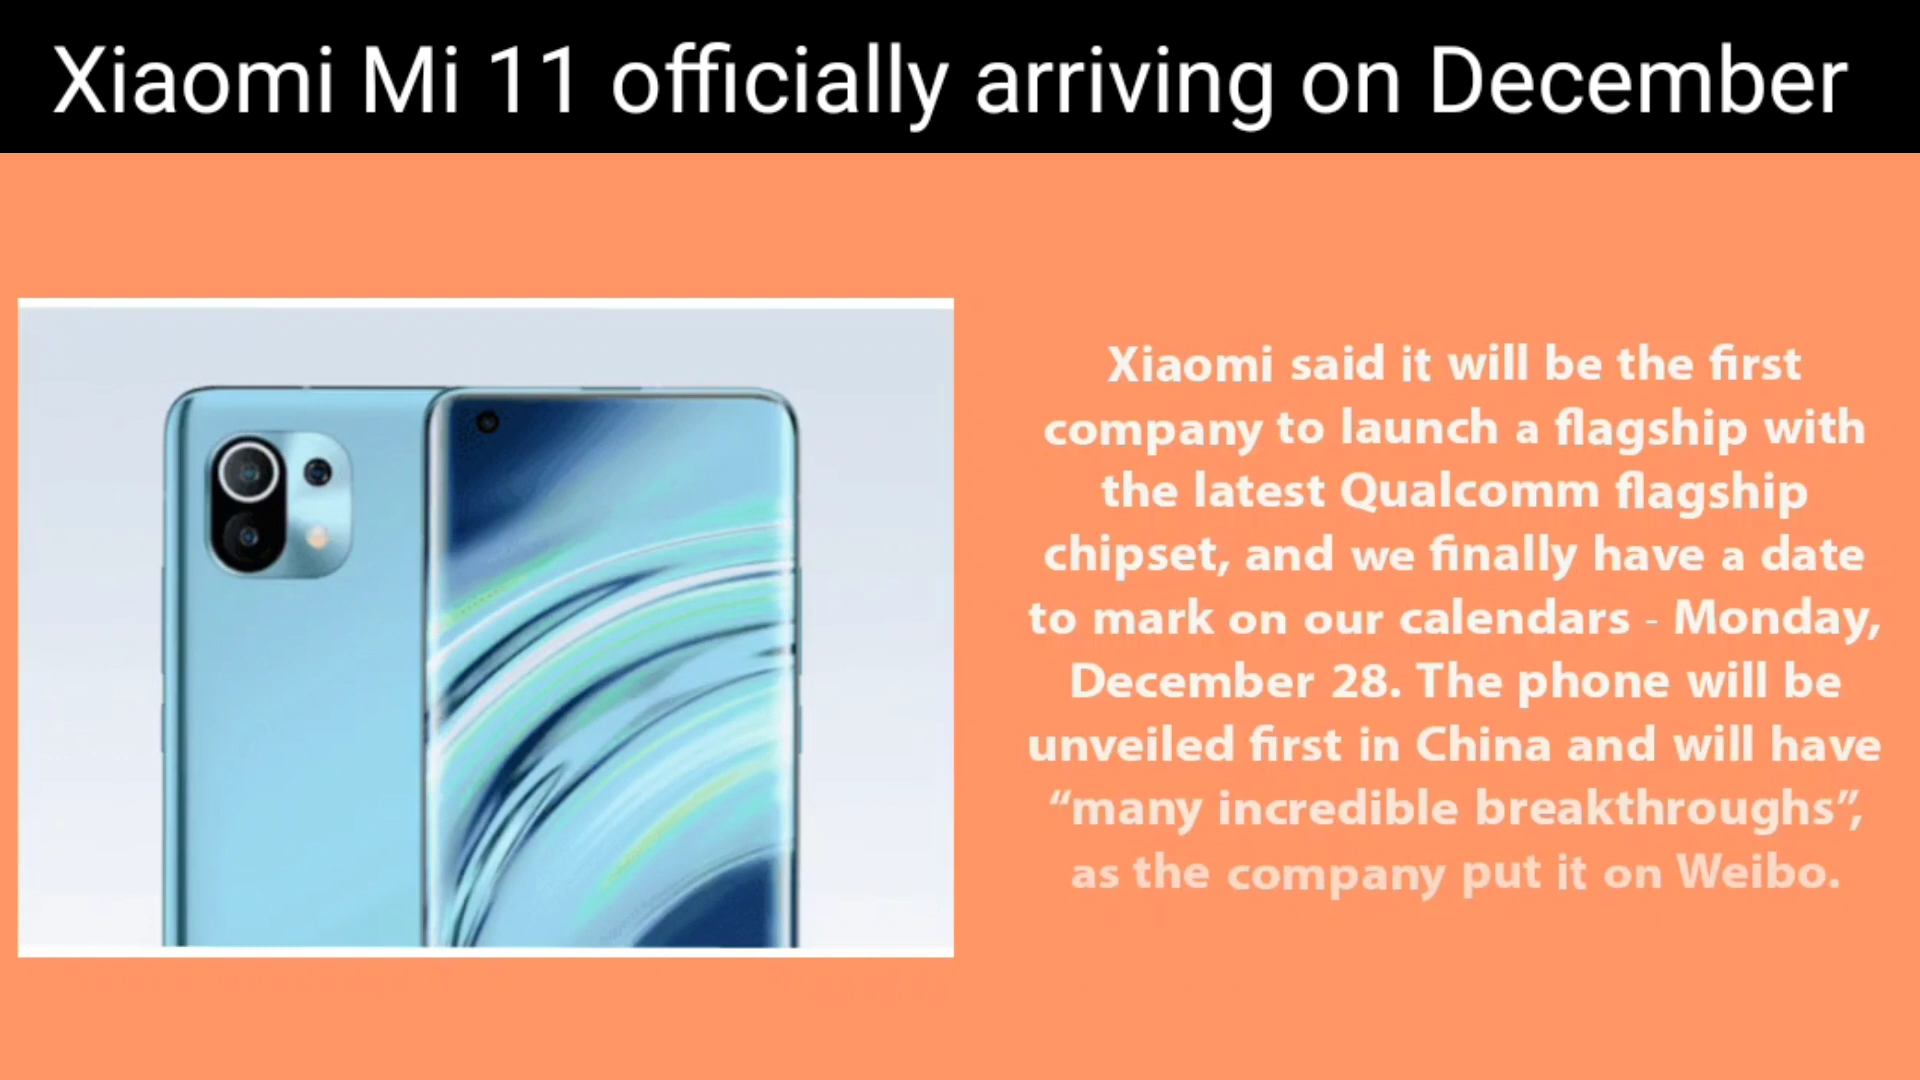 Xiaomi Mi 11 officially arriving on December
Xiaomi said it will be the first
company to launch a flagship with
the latest Qualcomm flagship
chipset, and we finally have a date
to mark on our calendars - Monday,
December 28. The phone will be
unveiled first in China and will have
“many incredible breakthroughs”,
as the company put it on Weibo.